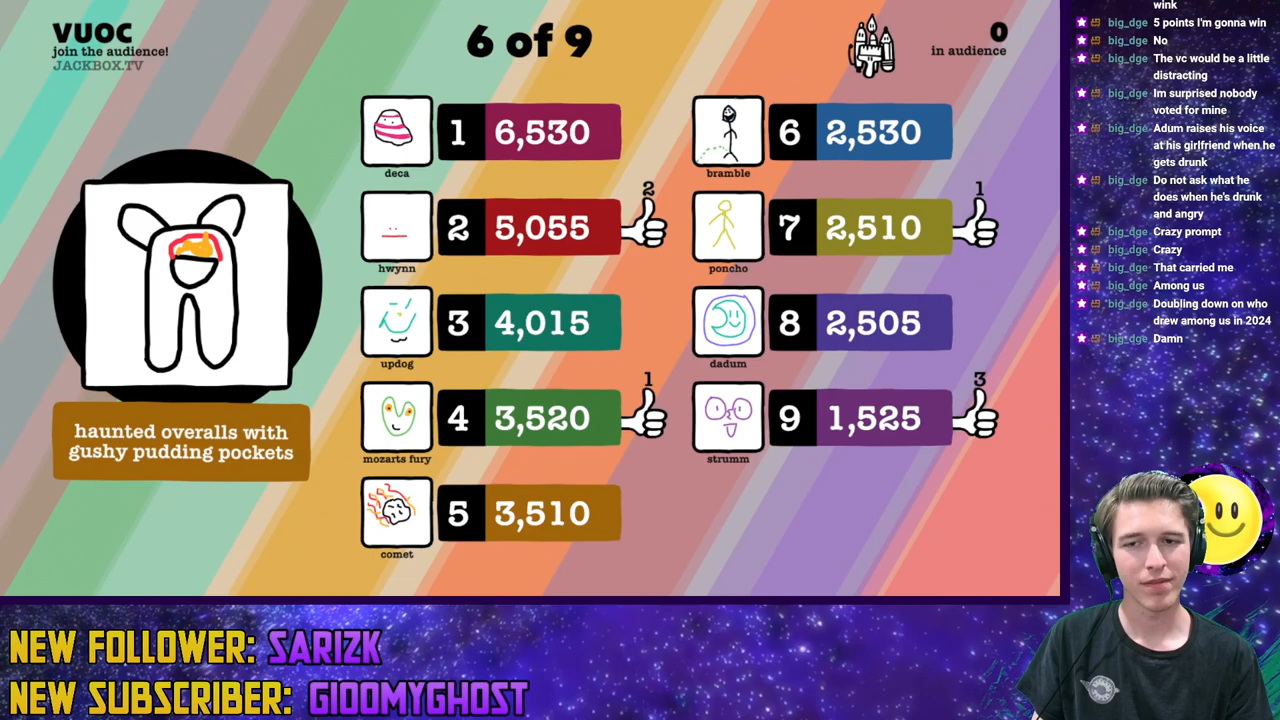 VUOC
join the audience!
JACKBOX.TV
6 of 9
0
in audience
haunted overalls with
gushy pudding pockets
deca
1 6,530
hwynn
2 5,055
2
updog
3 4,015
mozarts fury
4 3,520
1
comet
5 3,510
bramble
6 2,530
poncho
7 2,510
1
dadum
8 2,505
strumm
9 1,525
3
wink
big_dge 5 points I'm gonna win
big_dge No
big_dge The vc would be a little
distracting
big_dge Im surprised nobody
voted for mine
big_dge Adum raises his voice
at his girlfriend when he
gets drunk
big_dge Do not ask what he
does when he's drunk
and angry
big_dge Crazy prompt
big_dge Crazy
big_dge That carried me
big_dge Among us
big_dge Doubling down on who
drew among us in 2024
big_dge Damn
NEW FOLLOWER: SARIZK
NEW SUBSCRIBER: GIOOMYGHOST